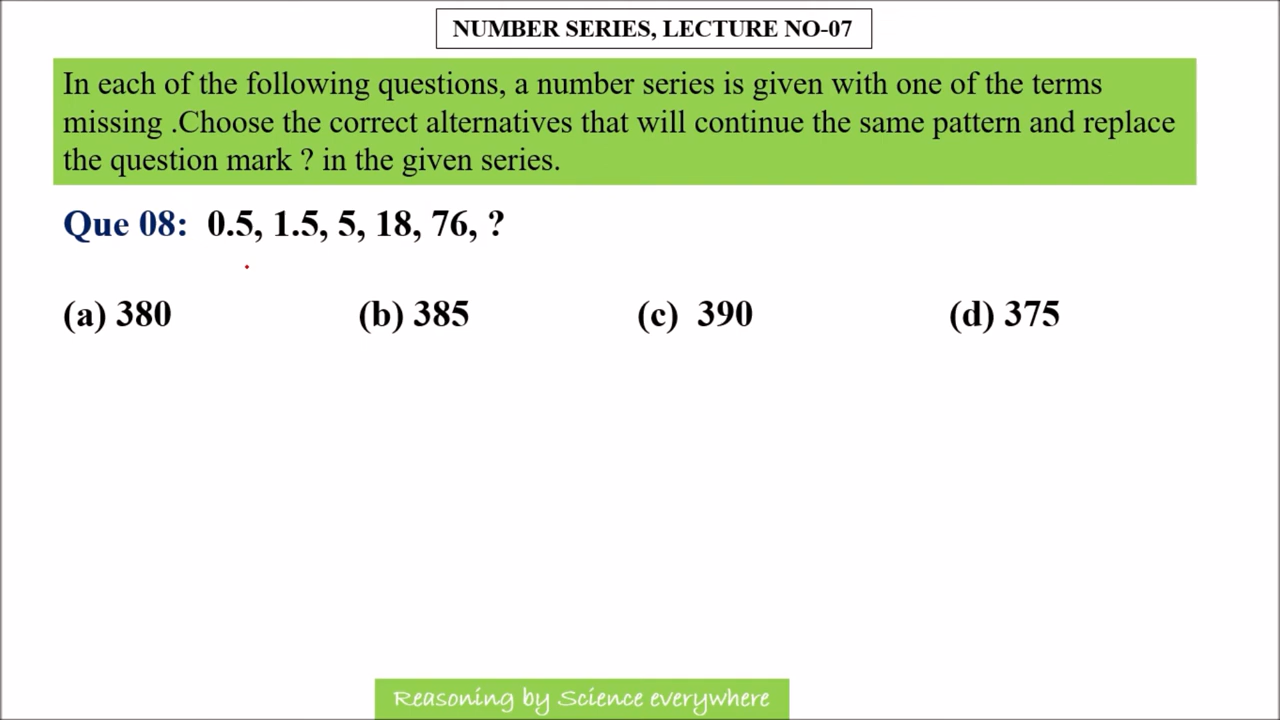 NUMBER SERIES, LECTURE NO-07
In each of the following questions, a number series is given with one of the terms
missing .Choose the correct alternatives that will continue the same pattern and replace
the question mark ? in the given series.
Que 08: 0.5, 1.5, 5, 18, 76, ?
(a) 380 (b) 385 (c) 390 (d) 375
Reasoning by Science everywhere